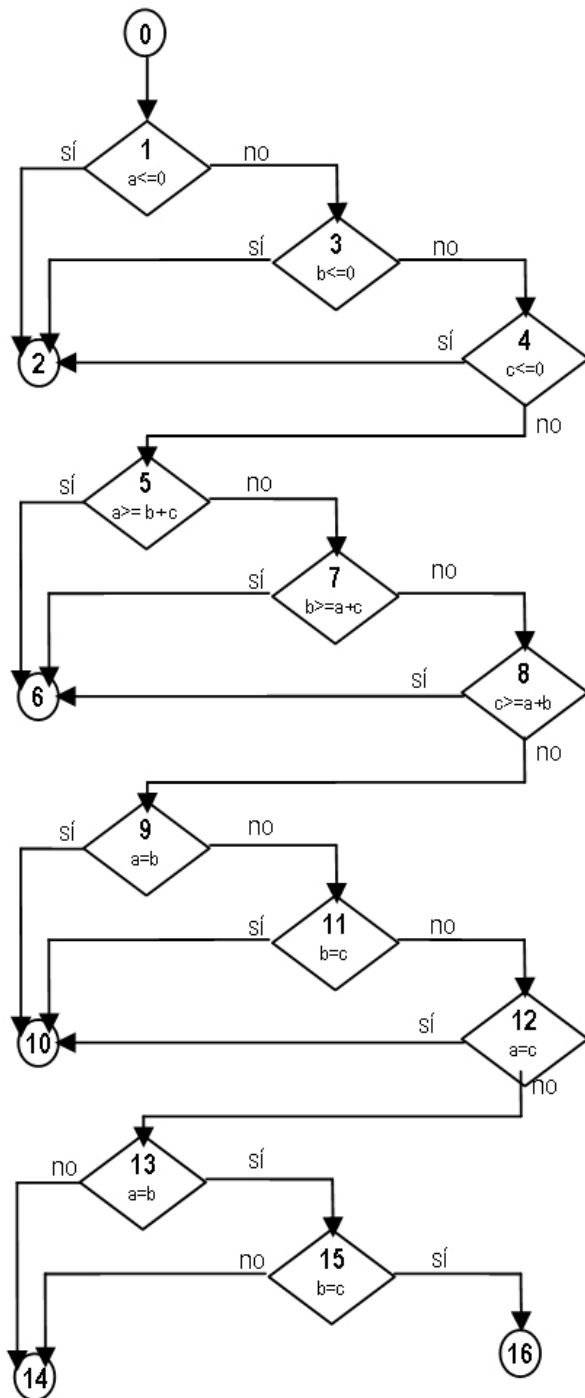 0
sí
1
no
a<=0
sí
3
no
b<=0
sí
4
c<=0
2
no
sí
5
no
a>= b+c
sí
7
no
b>=a+c
sí
8
c>=a+b
6
no
sí
9
no
a=b
sí
11
no
b=c
sí
12
a=c
10
no
no
13
sí
a=b
no
15
sí
b=c
16
14